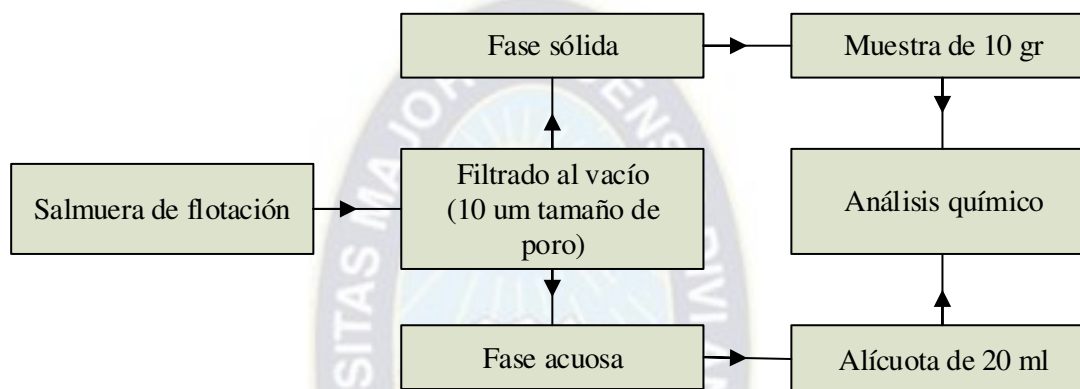 Fase sólida
Muestra de 10 gr
Salmuera de flotación
Filtrado al vacío
(10 um tamaño de
poro)
Análisis químico
Fase acuosa
Alícuota de 20 ml